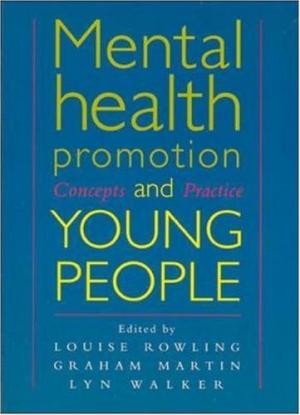 Mental
health
promotion
Concepts and Practice
YOUNG
PEOPLE
Edited by
LOUISE ROWLING
GRAHAM MARTIN
LYN WALKER